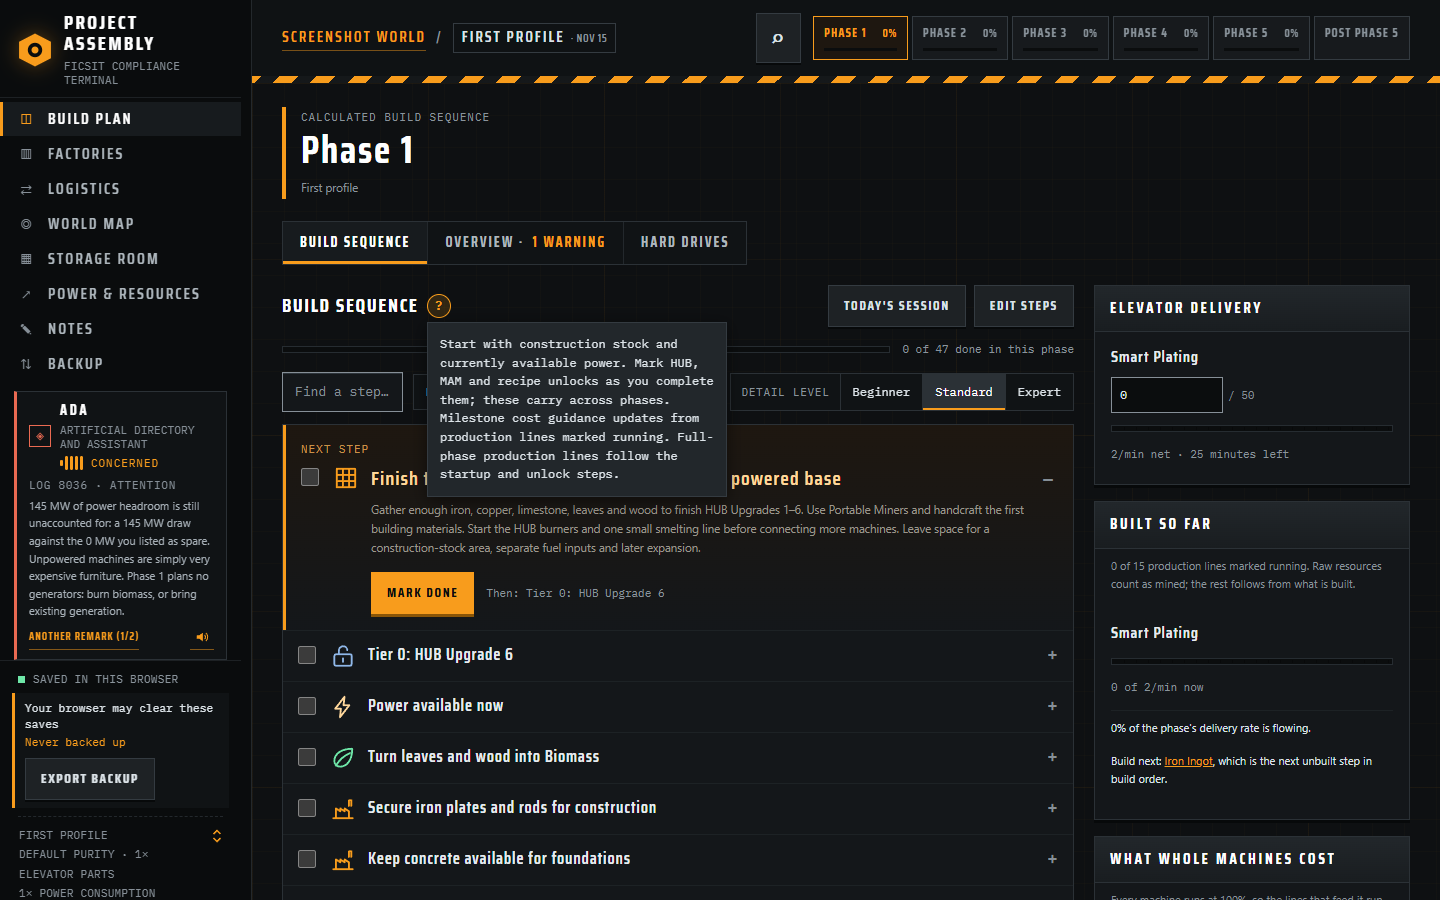 PROJECT ASSEMBLY
FICSIT COMPLIANCE TERMINAL
BUILD PLAN
FACTORIES
LOGISTICS
WORLD MAP
STORAGE ROOM
POWER & RESOURCES
NOTES
BACKUP
ADA
ARTIFICIAL DIRECTORY
AND ASSISTANT
CONCERNED
LOG 8036 · ATTENTION
145 MW of power headroom is still
unaccounted for: a 145 MW draw
against the 0 MW you listed as spare.
Unpowered machines are simply very
expensive furniture. Phase 1 plans no
generators: burn biomass, or bring
existing generation.
ANOTHER REMARK (1/2)
SAVED IN THIS BROWSER
Your browser may clear these
saves
Never backed up
EXPORT BACKUP
FIRST PROFILE
DEFAULT PURITY · 1×
ELEVATOR PARTS
1× POWER CONSUMPTION
SCREENSHOT WORLD / FIRST PROFILE · NOV 15
PHASE 1 0%
PHASE 2 0%
PHASE 3 0%
PHASE 4 0%
PHASE 5 0%
POST PHASE 5
CALCULATED BUILD SEQUENCE
Phase 1
First profile
BUILD SEQUENCE
OVERVIEW · 1 WARNING
HARD DRIVES
BUILD SEQUENCE ?
TODAY'S SESSION
EDIT STEPS
Start with construction stock and
currently available power. Mark HUB,
MAM and recipe unlocks as you complete
them; these carry across phases.
Milestone cost guidance updates from
production lines marked running. Full-
phase production lines follow the
startup and unlock steps.
0 of 47 done in this phase
Find a step…
DETAIL LEVEL Beginner Standard Expert
NEXT STEP
Finish powered base
Gather enough iron, copper, limestone, leaves and wood to finish HUB Upgrades 1–6. Use Portable Miners and handcraft the first
building materials. Start the HUB burners and one small smelting line before connecting more machines. Leave space for a
construction-stock area, separate fuel inputs and later expansion.
MARK DONE
Then: Tier 0: HUB Upgrade 6
Tier 0: HUB Upgrade 6
Power available now
Turn leaves and wood into Biomass
Secure iron plates and rods for construction
Keep concrete available for foundations
ELEVATOR DELIVERY
Smart Plating
0 / 50
2/min net · 25 minutes left
BUILT SO FAR
0 of 15 production lines marked running. Raw resources
count as mined; the rest follows from what is built.
Smart Plating
0 of 2/min now
0% of the phase's delivery rate is flowing.
Build next: Iron Ingot, which is the next unbuilt step in
build order.
WHAT WHOLE MACHINES COST
Every machine runs at 100%, so the lines that feed it run